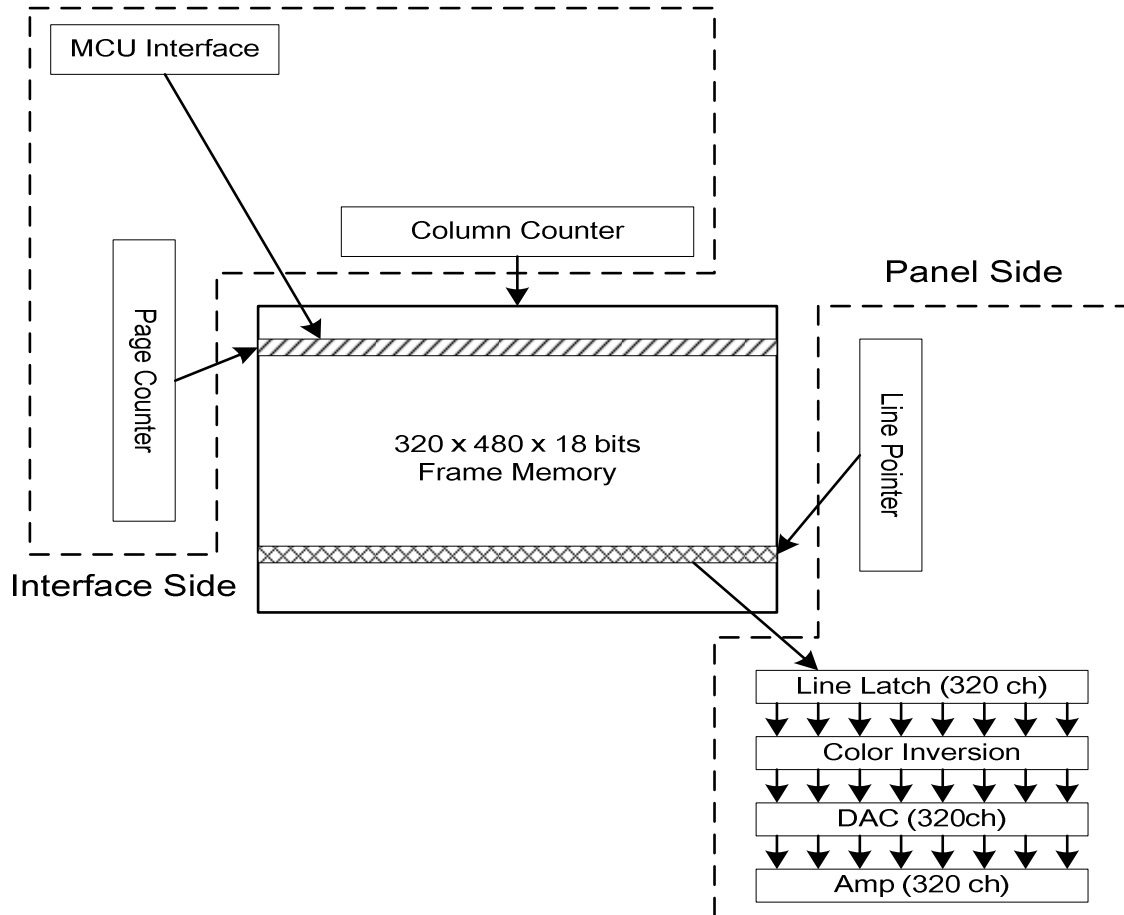 MCU Interface
Column Counter
Panel Side
Page Counter
Line Pointer
320 x 480 x 18 bits
Frame Memory
Interface Side
Line Latch (320 ch)
Color Inversion
DAC (320ch)
Amp (320 ch)